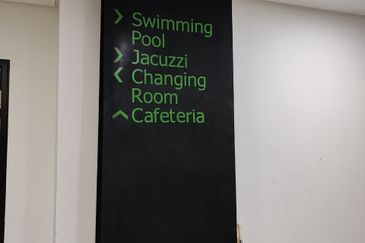 > Swimming
Pool
> Jacuzzi
< Changing
Room
^ Cafeteria